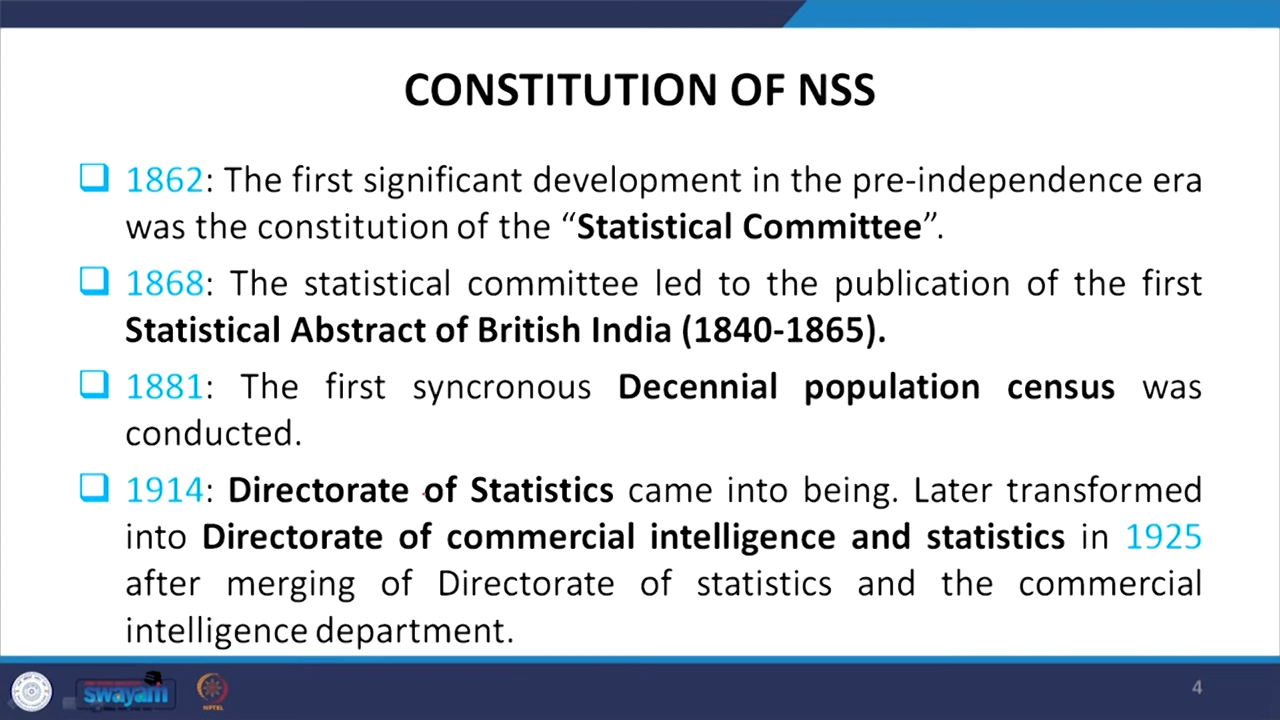 CONSTITUTION OF NSS
1862: The first significant development in the pre-independence era
was the constitution of the “Statistical Committee”.
1868: The statistical committee led to the publication of the first
Statistical Abstract of British India (1840-1865).
1881: The first syncronous Decennial population census was
conducted.
1914: Directorate of Statistics came into being. Later transformed
into Directorate of commercial intelligence and statistics in 1925
after merging of Directorate of statistics and the commercial
intelligence department.
swayam
NPTEL
4